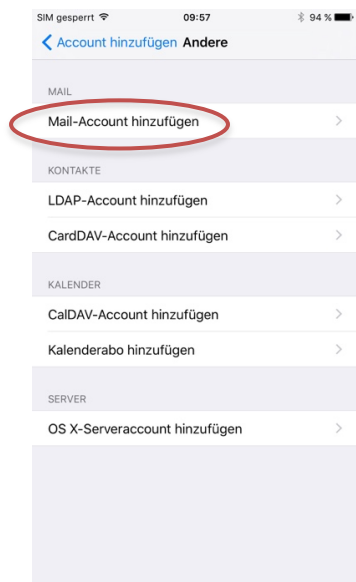 SIM gesperrt 09:57 94 %
Account hinzufügen Andere
MAIL
Mail-Account hinzufügen
KONTAKTE
LDAP-Account hinzufügen
CardDAV-Account hinzufügen
KALENDER
CalDAV-Account hinzufügen
Kalenderabo hinzufügen
SERVER
OS X-Serveraccount hinzufügen